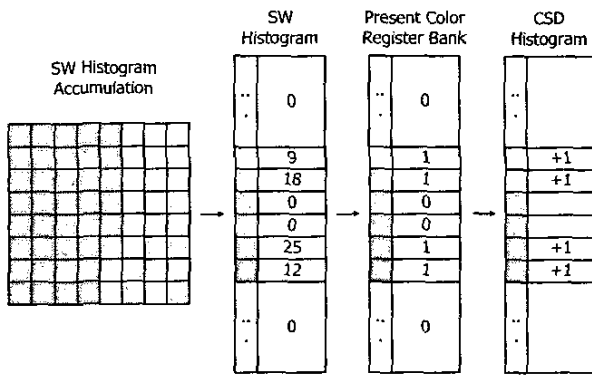 SW Histogram
Accumulation
SW
Histogram
Present Color
Register Bank
CSD
Histogram
0
0
9
1
+1
18
1
+1
0
0
0
0
25
1
+1
12
1
+1
0
0